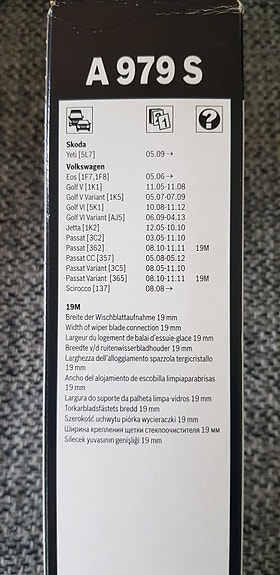 A 979 S
?
Skoda
Yeti [5L7] 05.09→
Volkswagen
Eos [1F7,1F8] 05.06→
Golf V [1K1] 11.05-11.08
Golf V Variant [1K5] 05.07-07.09
Golf VI [5K1] 10.08-11.12
Golf VI Variant [AJ5] 06.09-04.13
Jetta [1K2] 12.05-10.10
Passat [3C2] 03.05-11.10
Passat [362] 08.10-11.11 19M
Passat CC [357] 05.08-05.12
Passat Variant [3C5] 08.05-11.10
Passat Variant [365] 08.10-11.11 19M
Scirocco [137] 08.08→
19M
Breite der Wischblattaufnahme 19 mm
Width of wiper blade connection 19 mm
Largeur du logement de balai d'essuie-glace 19 mm
Breedte v/d ruitenwisserbladhouder 19 mm
Larghezza dell'alloggiamento spazzola tergicristallo
19 mm
Ancho del alojamiento de escobilla limpiaparabrisas
19 mm
Largura do suporte da palheta limpa-vidros 19 mm
Torkarbladsfästets bredd 19 mm
Szerokość uchwytu piórka wycieraczki 19 mm
Ширина крепления щетки стеклоочистителя 19 мм
Silecek yuvasının genişliği 19 mm